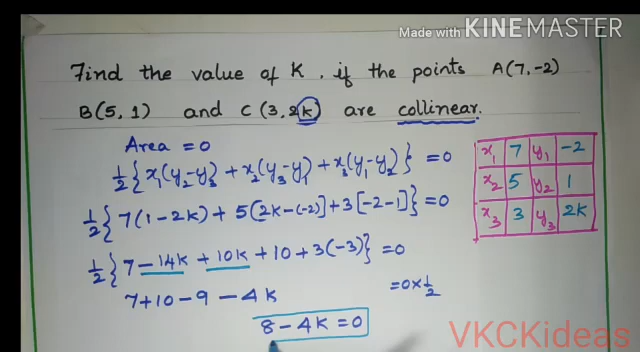 Made with KINEMASTER
Find the value of K, if the points A(7,-2)
B(5,1) and C(3,2k) are collinear.
Area = 0
½{x₁(y₂-y₃) + x₂(y₃-y₁) + x₃(y₁-y₂)} = 0
½{7(1-2k) + 5[2k-(-2)] + 3[-2-1]} = 0
½{7-14k + 10k + 10 + 3(-3)} = 0
7+10-9-4k = 0×½
8-4k = 0
x₁ 7 y₁ -2
x₂ 5 y₂ 1
x₃ 3 y₃ 2k
VKCKideas